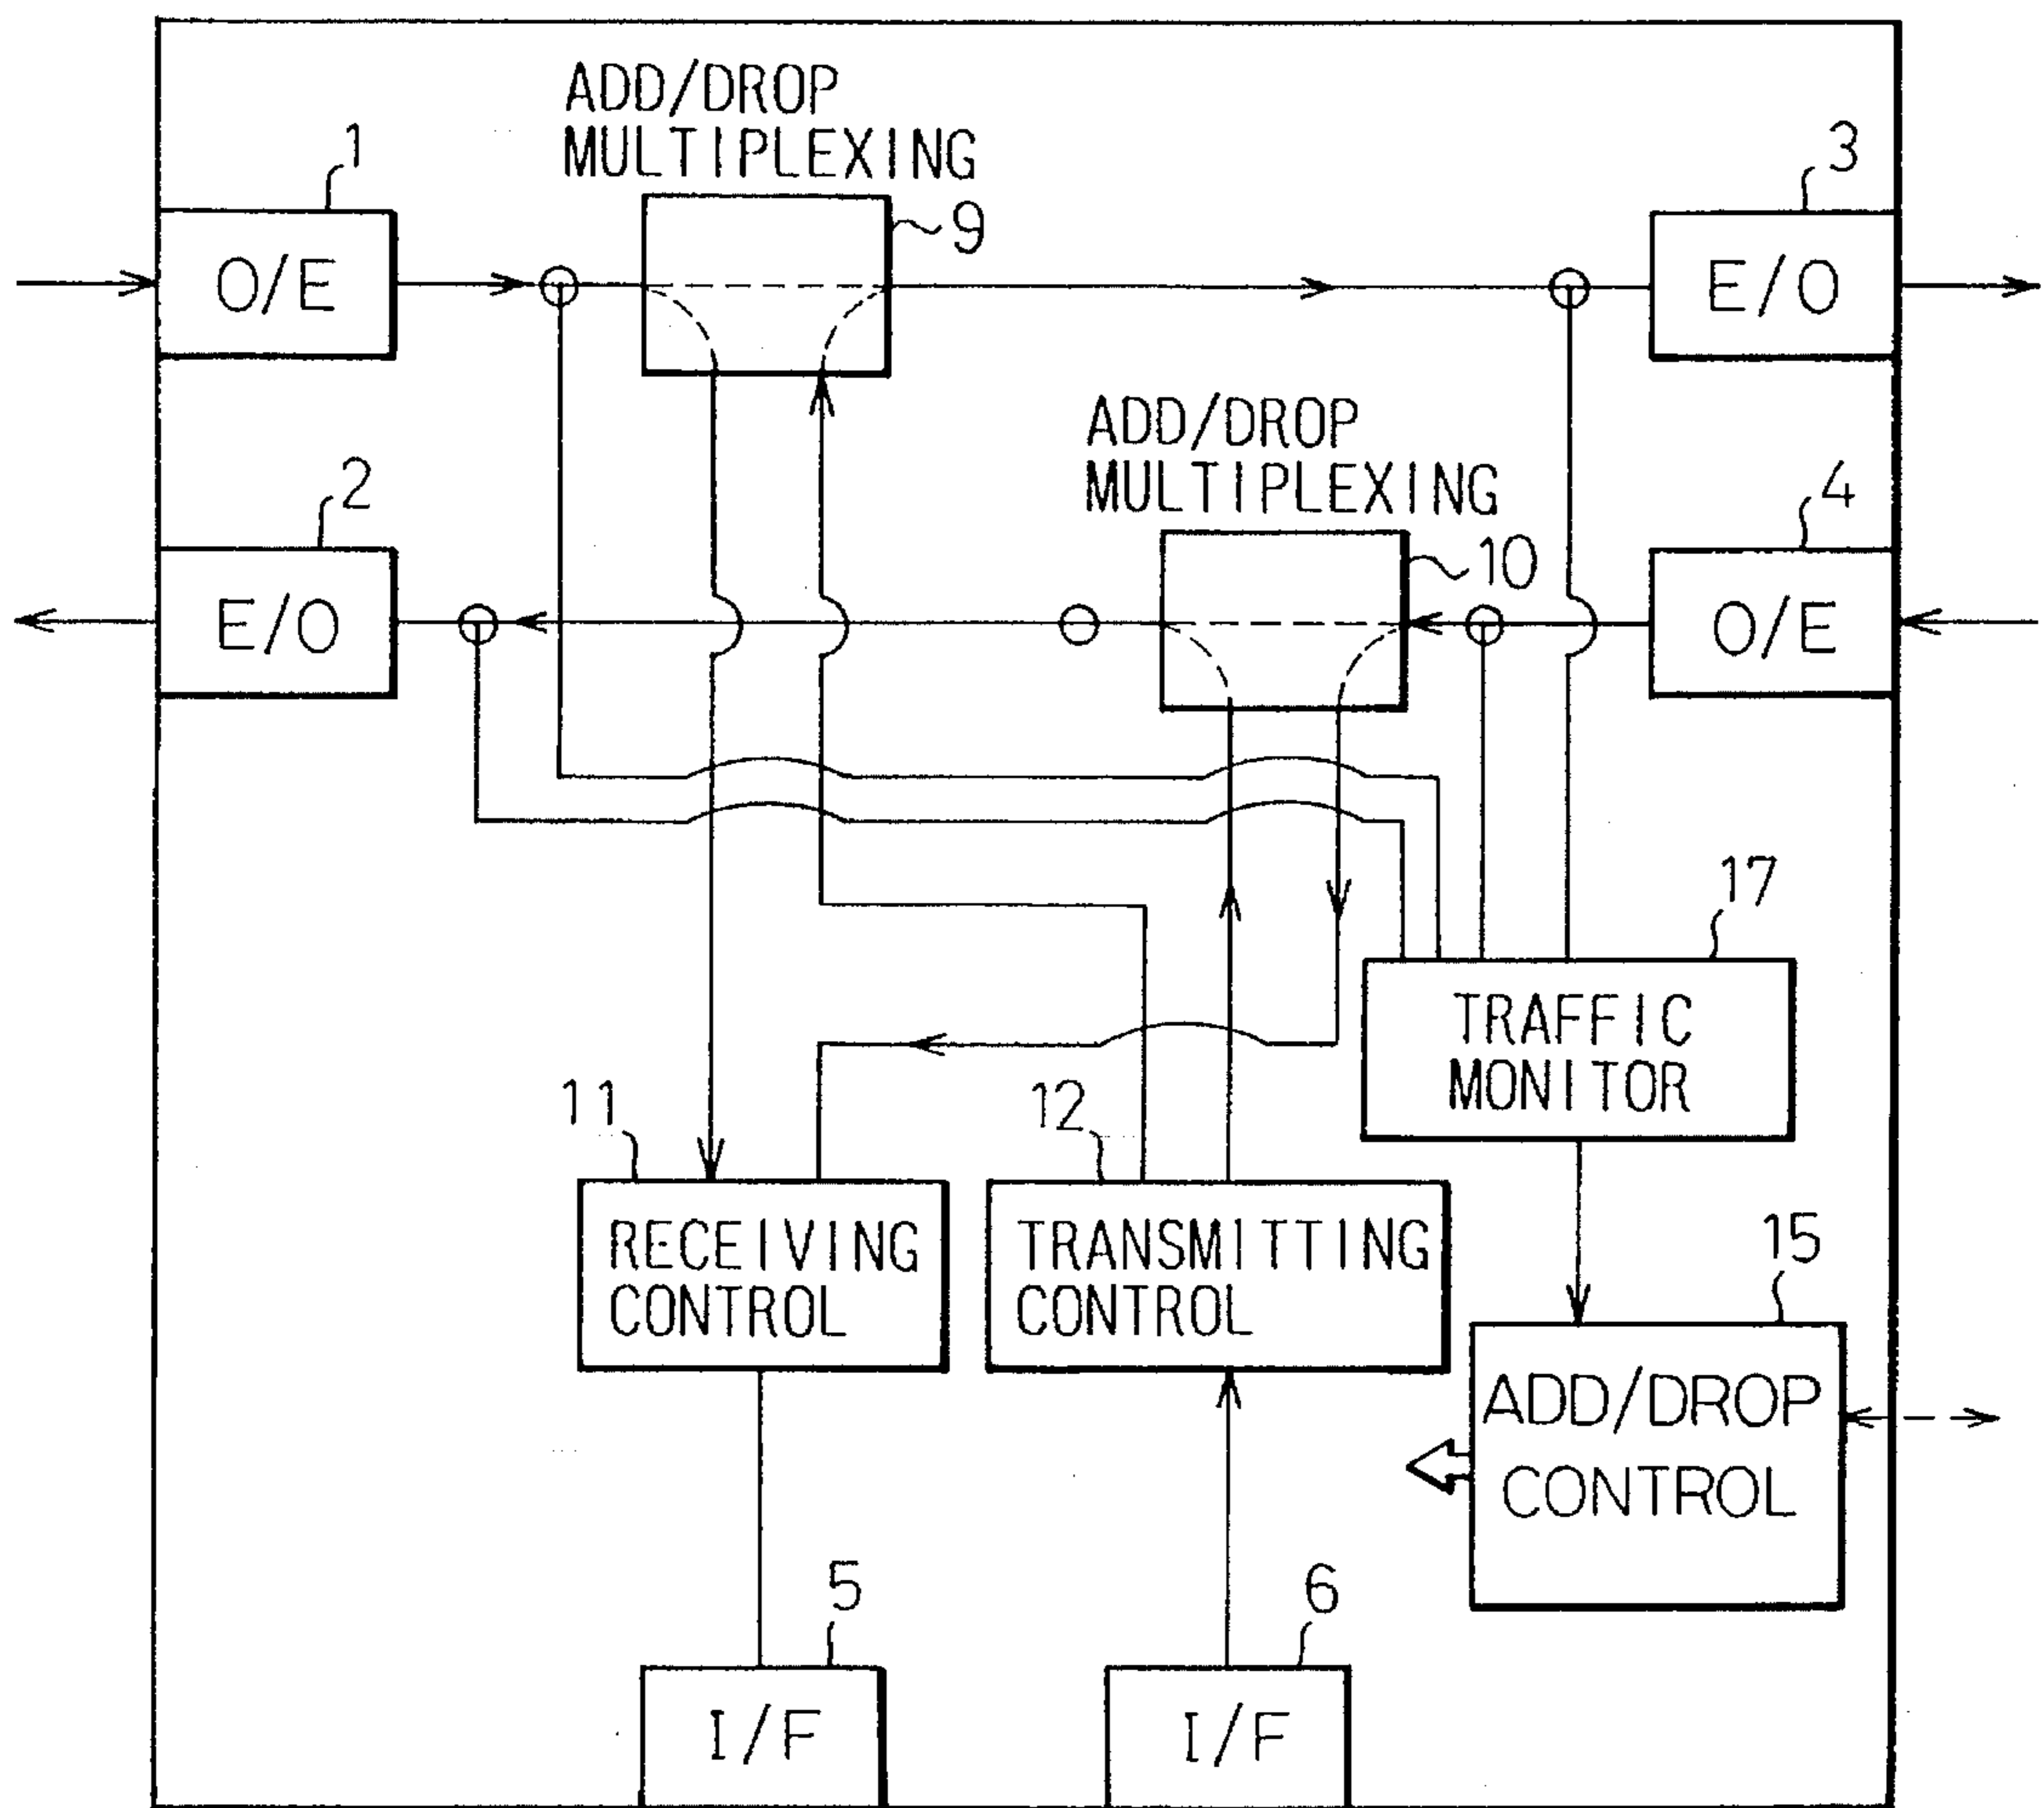 ADD/DROP
MULTIPLEXING
1
9
3
O/E
E/O
ADD/DROP
MULTIPLEXING
2
10
4
E/O
O/E
17
TRAFFIC
MONITOR
11
12
RECEIVING
CONTROL
TRANSMITTING
CONTROL
15
ADD/DROP
CONTROL
5
6
I/F
I/F